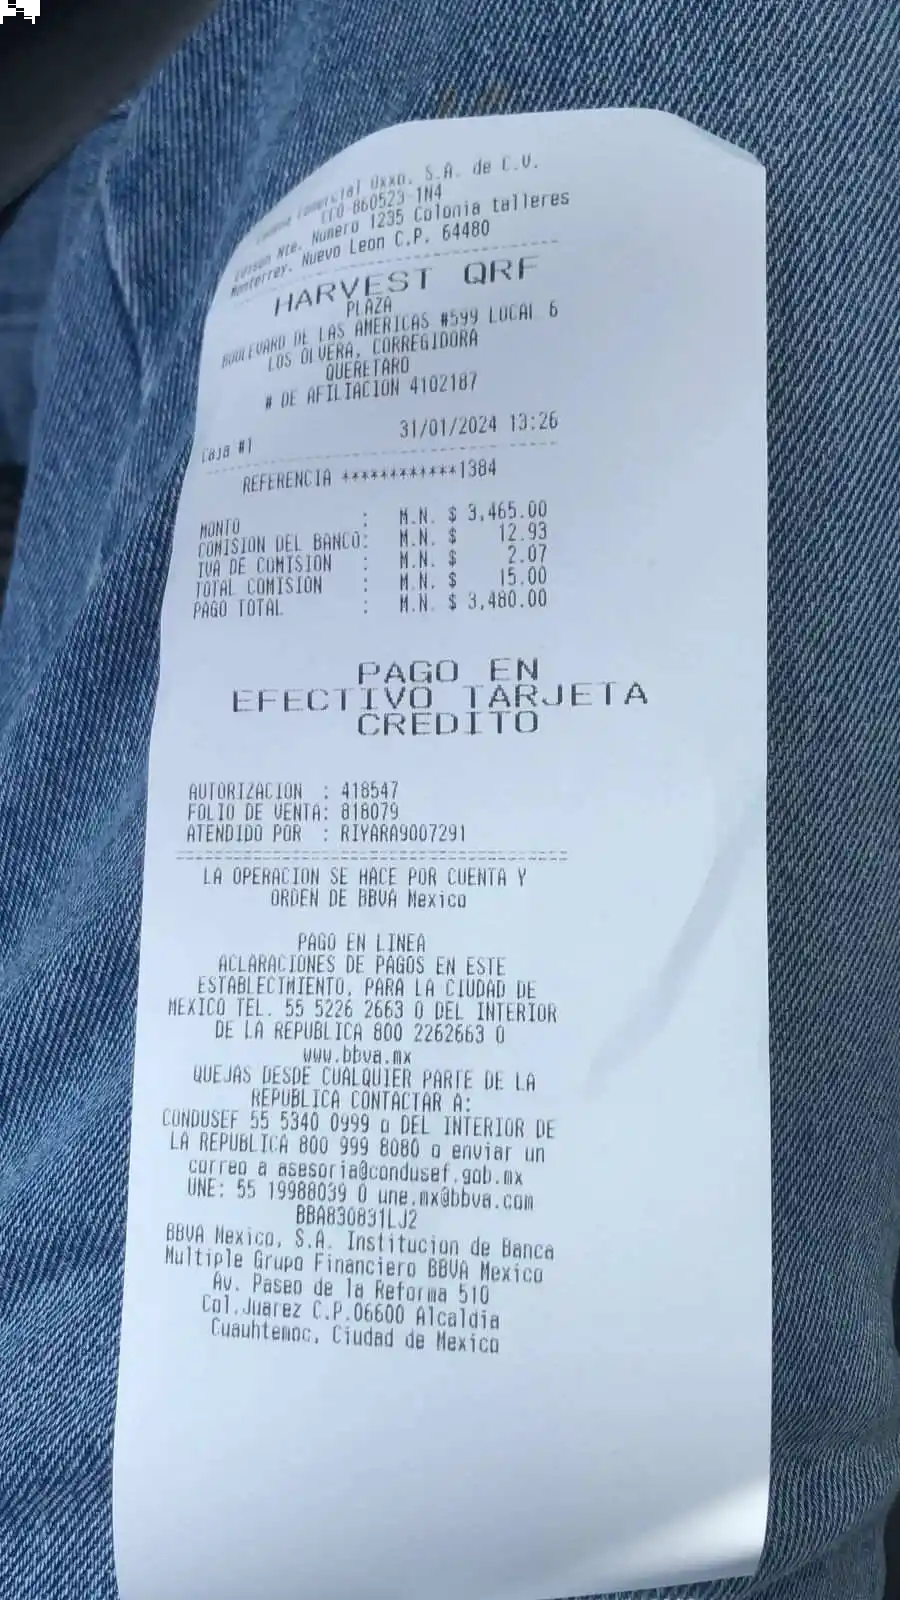 Cadena Comercial Oxxo, S.A. de C.V.
CCO-860523-1N4
Edison Nte. Numero 1235 Colonia talleres
Monterrey. Nuevo Leon C.P. 64480
HARVEST QRF
PLAZA
BOULEVARD DE LAS AMERICAS #599 LOCAL 6
LOS OLVERA, CORREGIDORA
QUERETARO
# DE AFILIACION 4102187
Caja #1 31/01/2024 13:26
REFERENCIA ************1384
MONTO : M.N. $ 3,465.00
COMISION DEL BANCO: M.N. $ 12.93
IVA DE COMISION : M.N. $ 2.07
TOTAL COMISION : M.N. $ 15.00
PAGO TOTAL : M.N. $ 3,480.00
PAGO EN
EFECTIVO TARJETA
CREDITO
AUTORIZACION : 418547
FOLIO DE VENTA: 818079
ATENDIDO POR : RIYARA9007291
LA OPERACION SE HACE POR CUENTA Y
ORDEN DE BBVA Mexico
PAGO EN LINEA
ACLARACIONES DE PAGOS EN ESTE
ESTABLECIMIENTO, PARA LA CIUDAD DE
MEXICO TEL. 55 5226 2663 O DEL INTERIOR
DE LA REPUBLICA 800 2262663 O
www.bbva.mx
QUEJAS DESDE CUALQUIER PARTE DE LA
REPUBLICA CONTACTAR A:
CONDUSEF 55 5340 0999 o DEL INTERIOR DE
LA REPUBLICA 800 999 8080 o enviar un
correo a asesoria@condusef.gob.mx
UNE: 55 19988039 O une.mx@bbva.com
BBA830831LJ2
BBVA Mexico, S.A. Institucion de Banca
Multiple Grupo Financiero BBVA Mexico
Av. Paseo de la Reforma 510
Col.Juarez C.P.06600 Alcaldia
Cuauhtemoc, Ciudad de Mexico